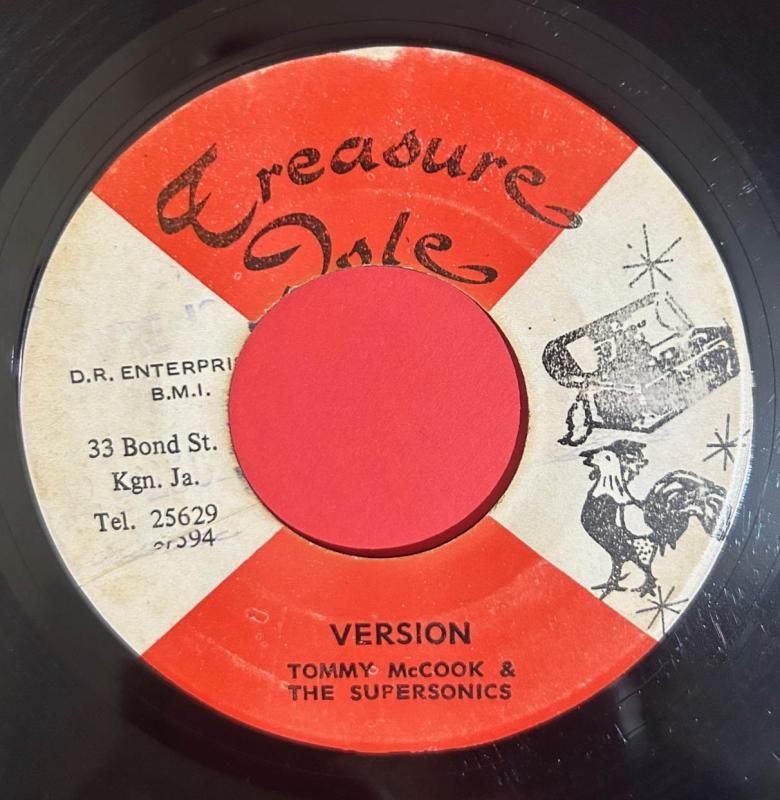 Treasure
Isle
D.R. ENTERPRI
B.M.I.
33 Bond St.
Kgn. Ja.
Tel. 25629
VERSION
TOMMY McCOOK &
THE SUPERSONICS